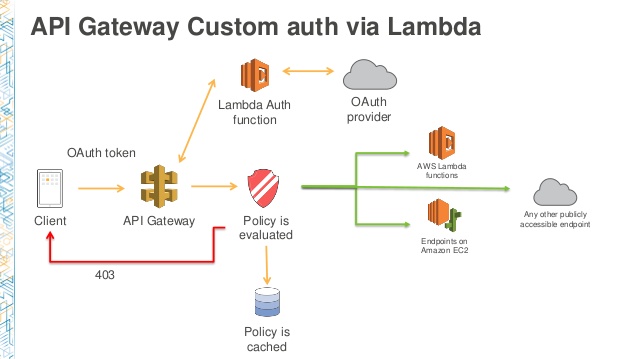 API Gateway Custom auth via Lambda
Lambda Auth
function
OAuth
provider
OAuth token
AWS Lambda
functions
Client
API Gateway
Policy is
evaluated
Any other publicly
accessible endpoint
Endpoints on
Amazon EC2
403
Policy is
cached